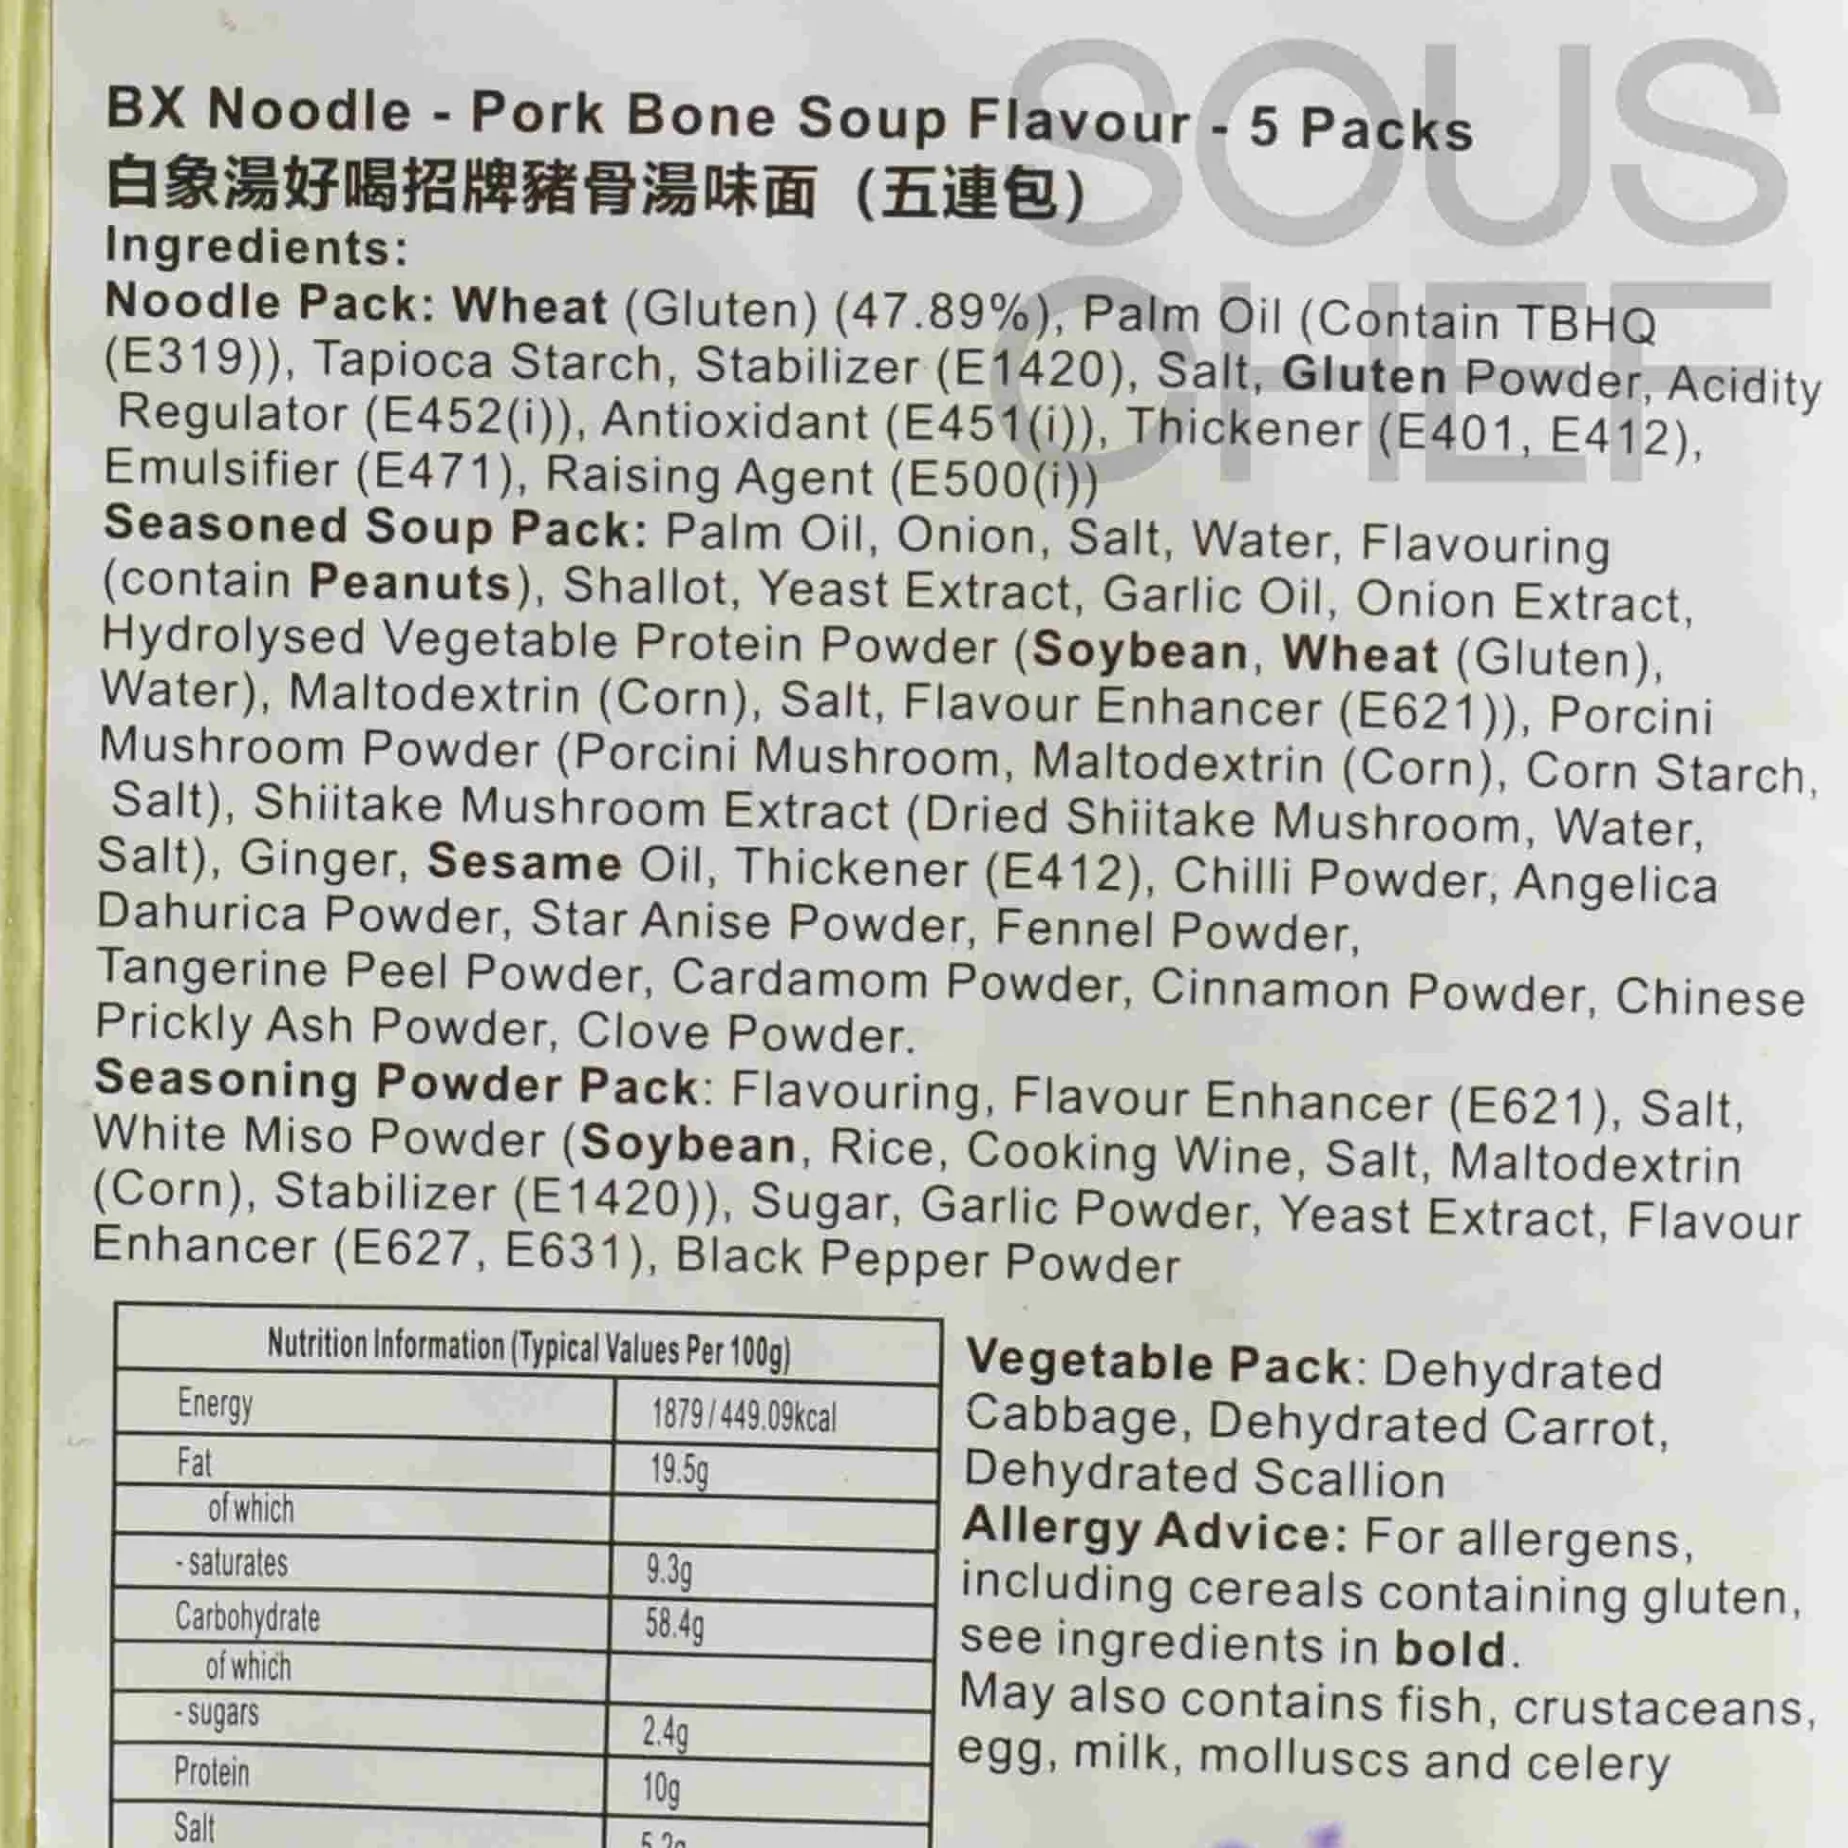 SOUS
CHEF
BX Noodle - Pork Bone Soup Flavour - 5 Packs
白象湯好喝招牌豬骨湯味面（五連包）
Ingredients:
Noodle Pack: Wheat (Gluten) (47.89%), Palm Oil (Contain TBHQ
(E319)), Tapioca Starch, Stabilizer (E1420), Salt, Gluten Powder, Acidity
Regulator (E452(i)), Antioxidant (E451(i)), Thickener (E401, E412),
Emulsifier (E471), Raising Agent (E500(i))
Seasoned Soup Pack: Palm Oil, Onion, Salt, Water, Flavouring
(contain Peanuts), Shallot, Yeast Extract, Garlic Oil, Onion Extract,
Hydrolysed Vegetable Protein Powder (Soybean, Wheat (Gluten),
Water), Maltodextrin (Corn), Salt, Flavour Enhancer (E621)), Porcini
Mushroom Powder (Porcini Mushroom, Maltodextrin (Corn), Corn Starch,
Salt), Shiitake Mushroom Extract (Dried Shiitake Mushroom, Water,
Salt), Ginger, Sesame Oil, Thickener (E412), Chilli Powder, Angelica
Dahurica Powder, Star Anise Powder, Fennel Powder,
Tangerine Peel Powder, Cardamom Powder, Cinnamon Powder, Chinese
Prickly Ash Powder, Clove Powder.
Seasoning Powder Pack: Flavouring, Flavour Enhancer (E621), Salt,
White Miso Powder (Soybean, Rice, Cooking Wine, Salt, Maltodextrin
(Corn), Stabilizer (E1420)), Sugar, Garlic Powder, Yeast Extract, Flavour
Enhancer (E627, E631), Black Pepper Powder
Nutrition Information (Typical Values Per 100g)
Energy 1879/449.09kcal
Fat 19.5g
of which
- saturates 9.3g
Carbohydrate 58.4g
of which
- sugars 2.4g
Protein 10g
Salt 5.2g
Vegetable Pack: Dehydrated
Cabbage, Dehydrated Carrot,
Dehydrated Scallion
Allergy Advice: For allergens,
including cereals containing gluten,
see ingredients in bold.
May also contains fish, crustaceans,
egg, milk, molluscs and celery